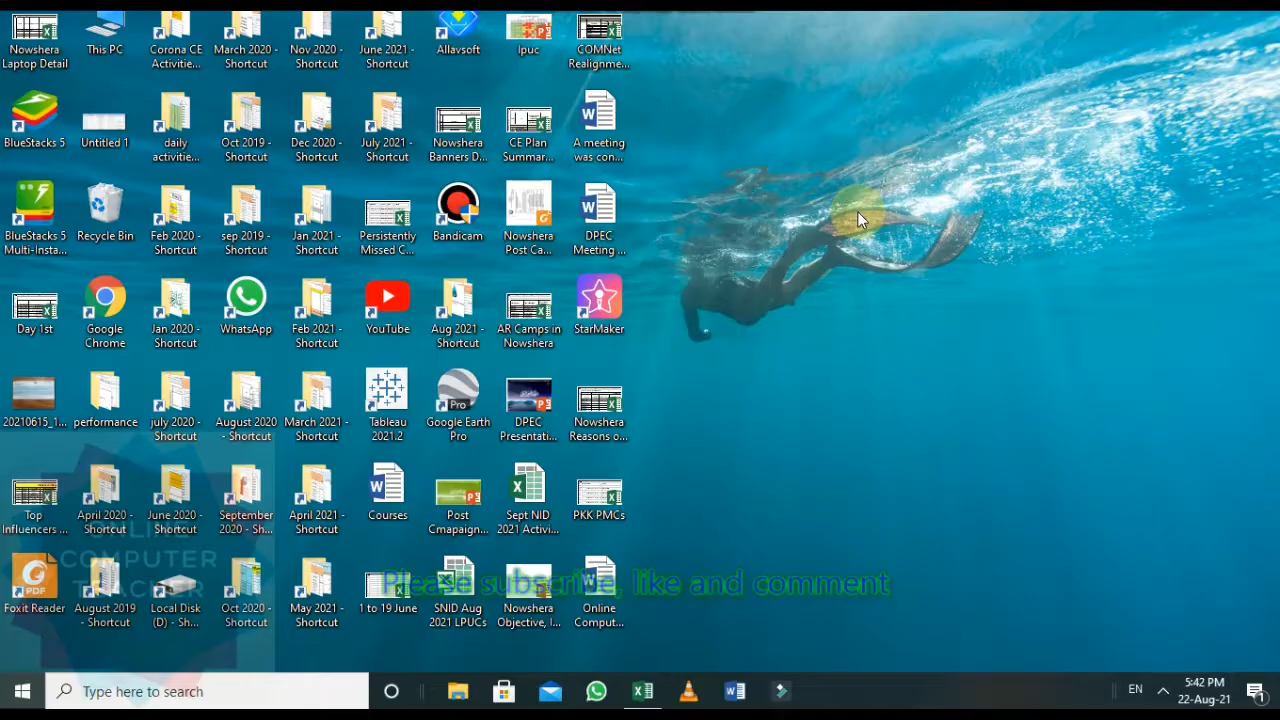 Nowshera
Laptop Detail
This PC
Corona CE
Activitie...
March 2020 -
Shortcut
Nov 2020 -
Shortcut
June 2021 -
Shortcut
Allavsoft
lpuc
COMNet
Realignme...
BlueStacks 5
Untitled 1
daily
activitie...
Oct 2019 -
Shortcut
Dec 2020 -
Shortcut
July 2021 -
Shortcut
Nowshera
Banners D...
CE Plan
Summar...
A meeting
was con...
BlueStacks 5
Multi-Insta...
Recycle Bin
Feb 2020 -
Shortcut
sep 2019 -
Shortcut
Jan 2021 -
Shortcut
Persistently
Missed C...
Bandicam
Nowshera
Post Ca...
DPEC
Meeting ...
Day 1st
Google
Chrome
Jan 2020 -
Shortcut
WhatsApp
Feb 2021 -
Shortcut
YouTube
Aug 2021 -
Shortcut
AR Camps in
Nowshera
StarMaker
20210615_1...
performance
july 2020 -
Shortcut
August 2020
- Shortcut
March 2021 -
Shortcut
Tableau
2021.2
Pro
Google Earth
Pro
DPEC
Presentati...
Nowshera
Reasons o...
Top
Influencers ...
April 2020 -
Shortcut
June 2020 -
Shortcut
September
2020 - Sh...
April 2021 -
Shortcut
Courses
Post
Cmapaign...
Sept NID
2021 Activi...
PKK PMCs
ONLINE
COMPUTER
TEACHER
PDF
Foxit Reader
August 2019
- Shortcut
Local Disk
(D) - Sh...
Oct 2020 -
Shortcut
May 2021 -
Shortcut
1 to 19 June
SNID Aug
2021 LPUCs
Nowshera
Objective, I...
Online
Comput...
Please subscribe, like and comment
Type here to search
EN
5:42 PM
22-Aug-21
1